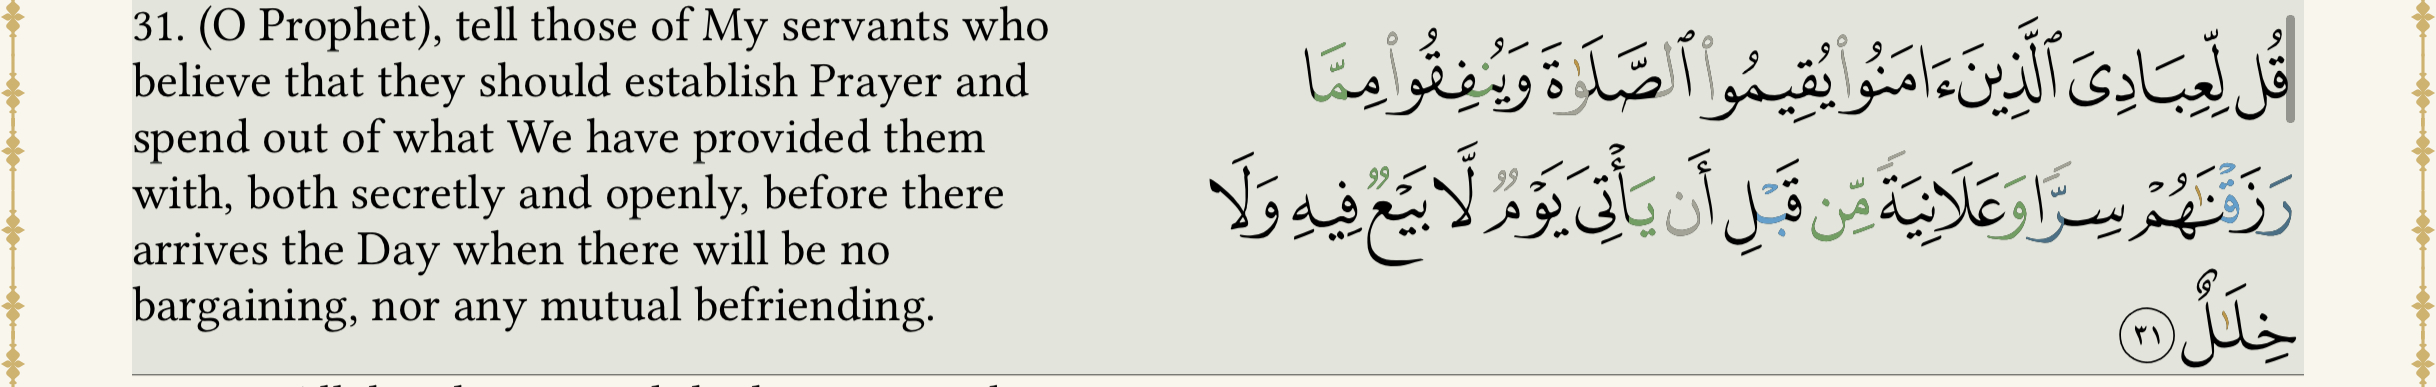 31. (O Prophet), tell those of My servants who
believe that they should establish Prayer and
spend out of what We have provided them
with, both secretly and openly, before there
arrives the Day when there will be no
bargaining, nor any mutual befriending.
قُل لِّعِبَادِىَ ٱلَّذِينَ ءَامَنُوا۟ يُقِيمُوا۟ ٱلصَّلَوٰةَ وَيُنفِقُوا۟ مِمَّا
رَزَقْنَٰهُمْ سِرًّا وَعَلَانِيَةً مِّن قَبْلِ أَن يَأْتِىَ يَوْمٌ لَّا بَيْعٌ فِيهِ وَلَا
خِلَٰلٌ ٣١